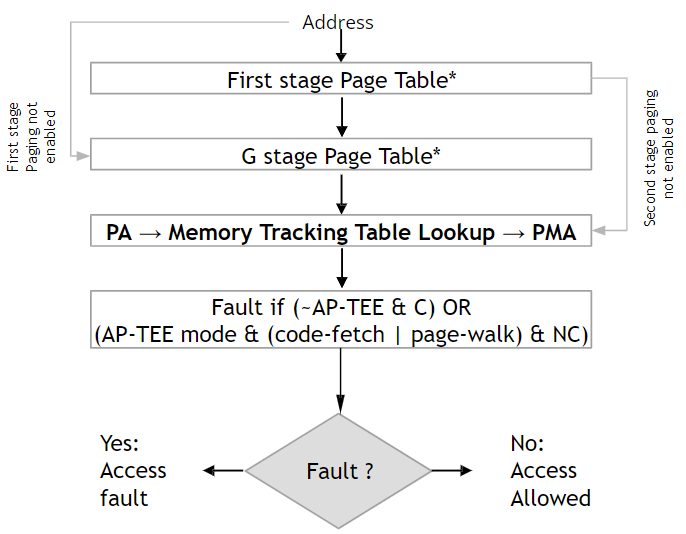 Address
First stage Page Table*
First stage
Paging not
enabled
G stage Page Table*
Second stage paging
not enabled
PA → Memory Tracking Table Lookup → PMA
Fault if (~AP-TEE & C) OR
(AP-TEE mode & (code-fetch | page-walk) & NC)
Yes:
Access
fault
Fault ?
No:
Access
Allowed